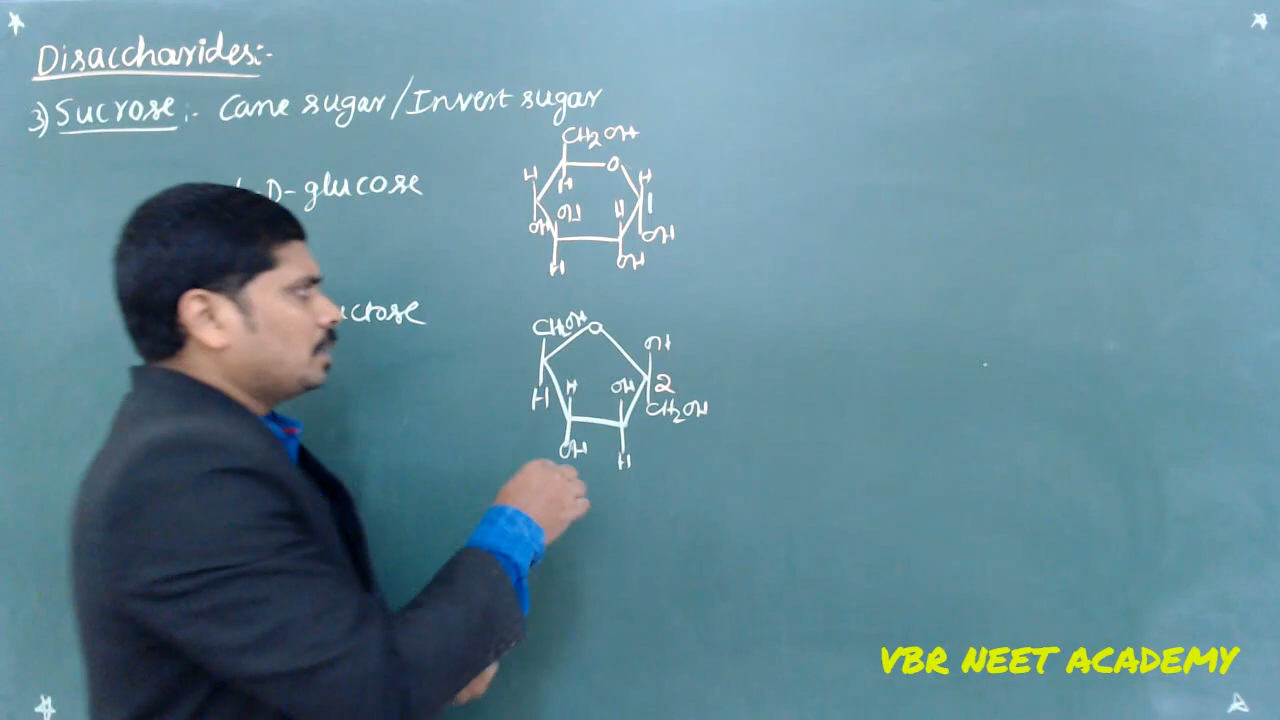 Disaccharides:-
3) Sucrose:- Cane sugar/Invert sugar
CH2OH
O
H H
H
D-glucose
OH H 1
OH OH
H OH
CH2OH O
OH
H OH 2
H CH2OH
OH H
VBR NEET ACADEMY